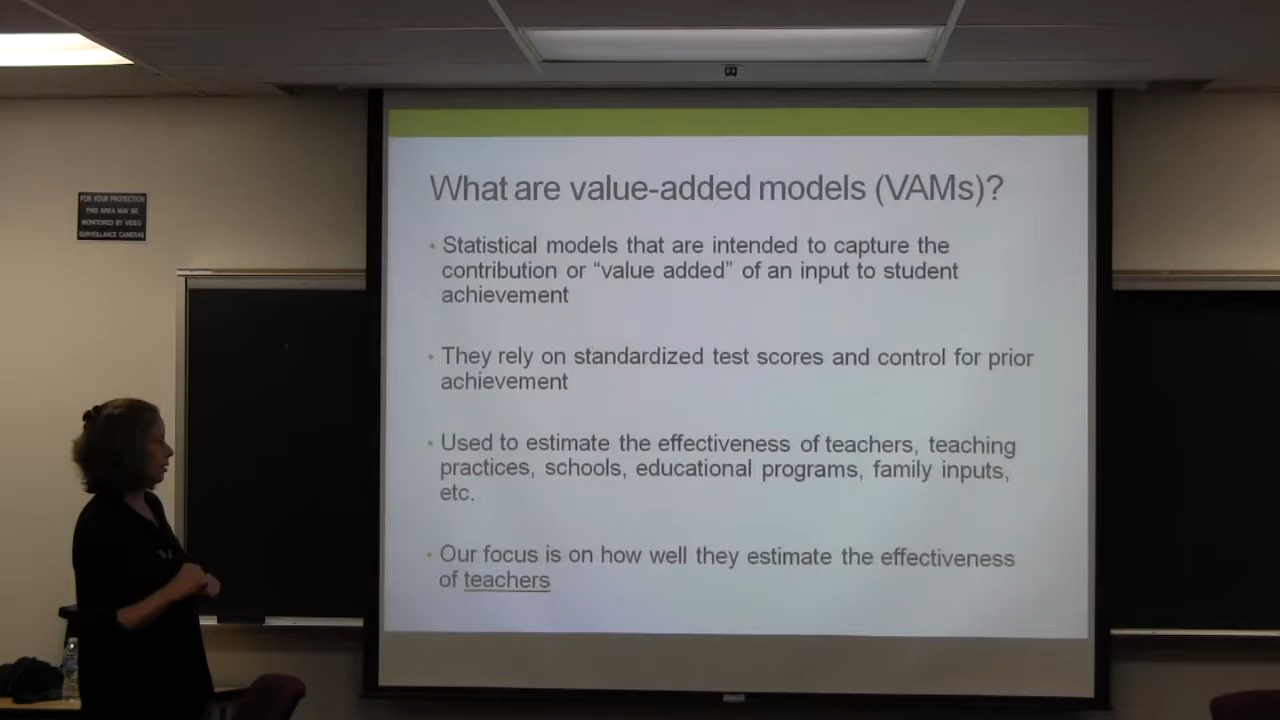 FOR YOUR PROTECTION
THIS AREA MAY BE
MONITORED BY VIDEO
SURVEILLANCE CAMERAS
What are value-added models (VAMs)?
• Statistical models that are intended to capture the
contribution or “value added” of an input to student
achievement
• They rely on standardized test scores and control for prior
achievement
• Used to estimate the effectiveness of teachers, teaching
practices, schools, educational programs, family inputs,
etc.
• Our focus is on how well they estimate the effectiveness
of teachers